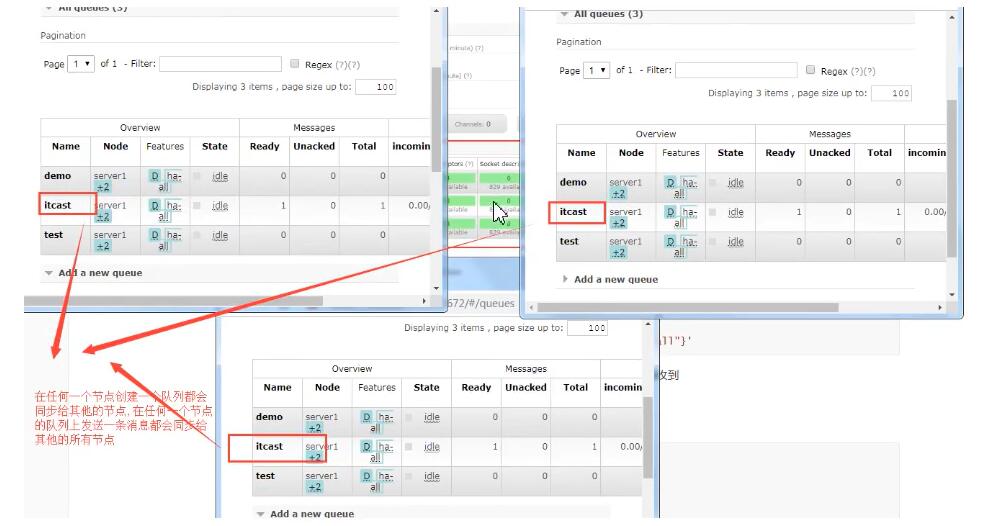 All queues (3)
Pagination
Page 1 of 1 - Filter: Regex (?)(?)
Displaying 3 items , page size up to: 100
Overview Messages
Name Node Features State Ready Unacked Total incomin
demo server1 +2 D ha-all idle 0 0 0
itcast server1 +2 D ha-all idle 1 0 1 0.00/
test server1 +2 D ha-all idle 0 0 0
Add a new queue
minute) (?)
Channels: 0
ptors (?) Socket descr
0
829 availa
0
829 availa
All queues (3)
Pagination
Page 1 of 1 - Filter: Regex (?)(?)
Displaying 3 items , page size up to: 100
Overview Messages
Name Node Features State Ready Unacked Total incomin
demo server1 +2 D ha-all idle 0 0 0
itcast server1 +2 D ha-all idle 1 0 1 0.00/
test server1 +2 D ha-all idle 0 0 0
Add a new queue
672/#/queues
Displaying 3 items , page size up to: 100
Overview Messages
Name Node Features State Ready Unacked Total incomin
demo server1 +2 D ha-all idle 0 0 0
itcast server1 +2 D ha-all idle 1 0 1 0.00/
test server1 +2 D ha-all idle 0 0 0
Add a new queue
ll"}'
收到
在任何一个节点创建一个队列都会
同步给其他的节点,在任何一个节点
的队列上发送一条消息都会同步给
其他的所有节点